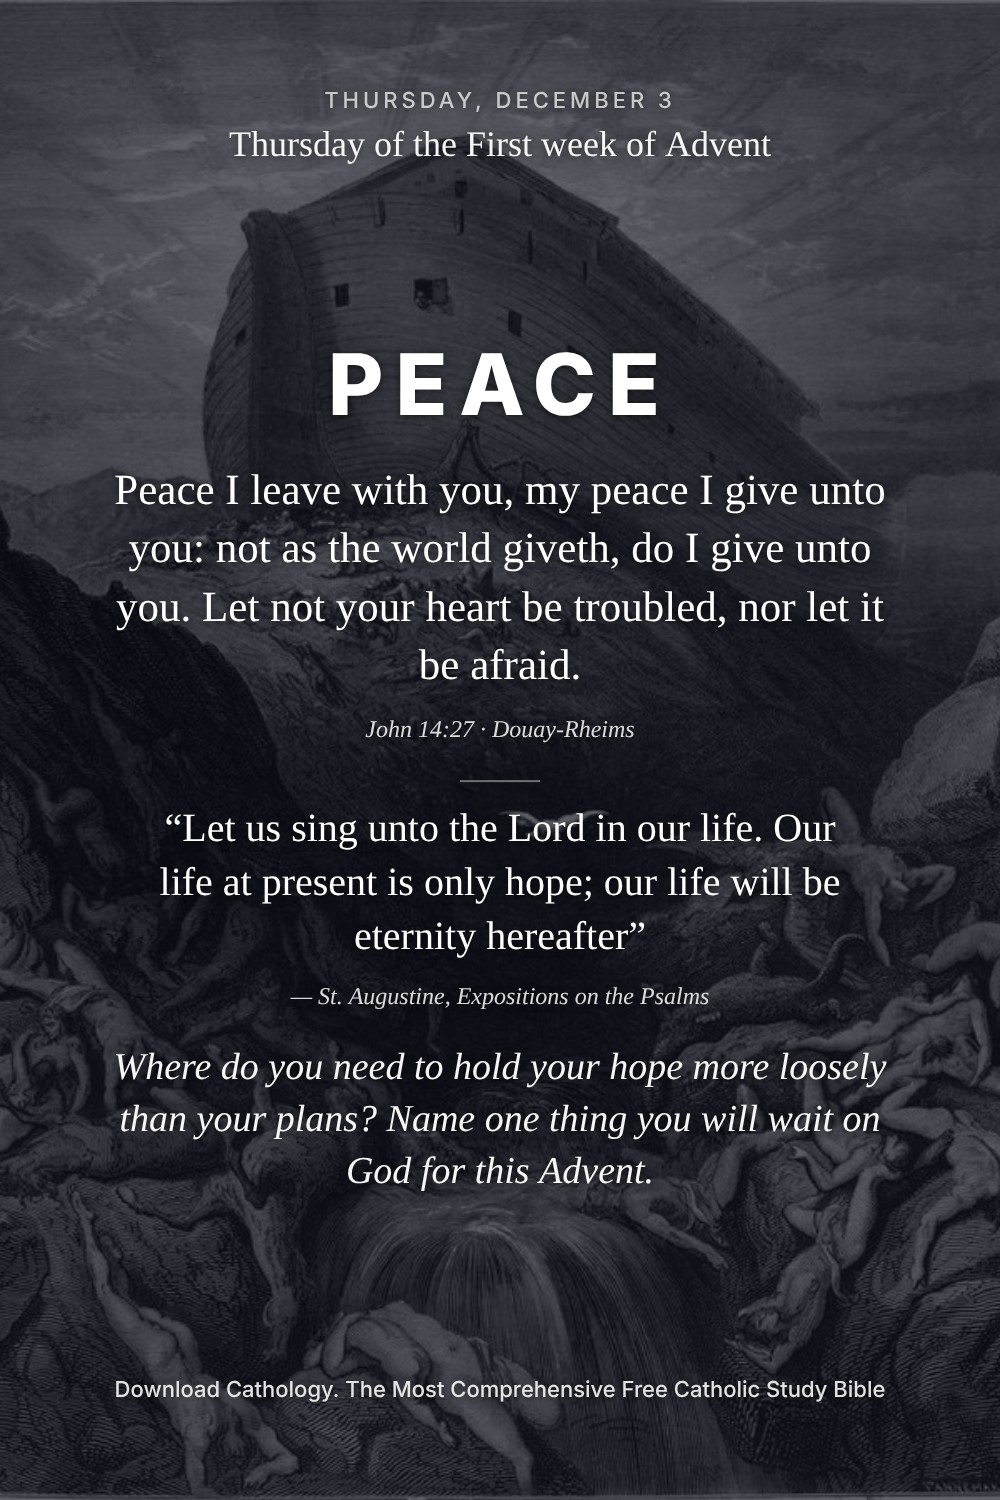 THURSDAY, DECEMBER 3
Thursday of the First week of Advent
PEACE
Peace I leave with you, my peace I give unto
you: not as the world giveth, do I give unto
you. Let not your heart be troubled, nor let it
be afraid.
John 14:27 · Douay-Rheims
“Let us sing unto the Lord in our life. Our
life at present is only hope; our life will be
eternity hereafter”
— St. Augustine, Expositions on the Psalms
Where do you need to hold your hope more loosely
than your plans? Name one thing you will wait on
God for this Advent.
Download Cathology. The Most Comprehensive Free Catholic Study Bible